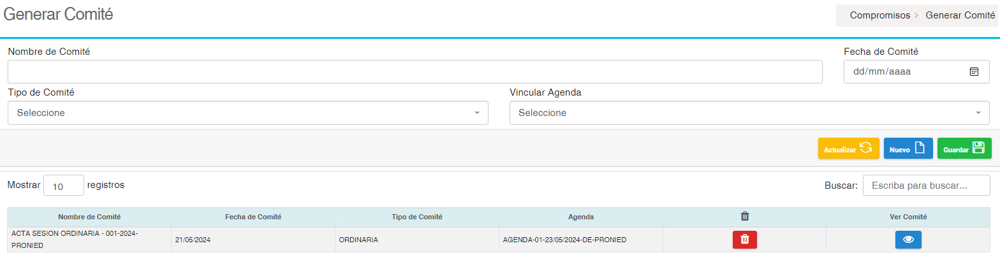 Generar Comité
Compromisos > Generar Comité
Nombre de Comité
Fecha de Comité
dd/mm/aaaa
Tipo de Comité
Vincular Agenda
Seleccione
Seleccione
Actualizar
Nuevo
Guardar
Mostrar 10 registros
Buscar: Escriba para buscar...
Nombre de Comité Fecha de Comité Tipo de Comité Agenda Ver Comité
ACTA SESION ORDINARIA - 001-2024-
PRONIED
21/05/2024
ORDINARIA
AGENDA-01-23/05/2024-DE-PRONIED